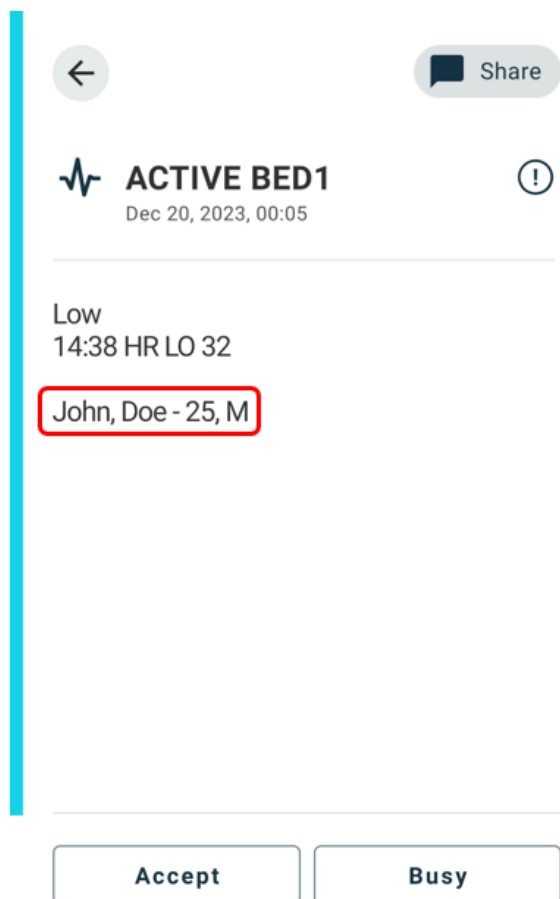 Share
ACTIVE BED1
Dec 20, 2023, 00:05
Low
14:38 HR LO 32
John, Doe - 25, M
Accept
Busy